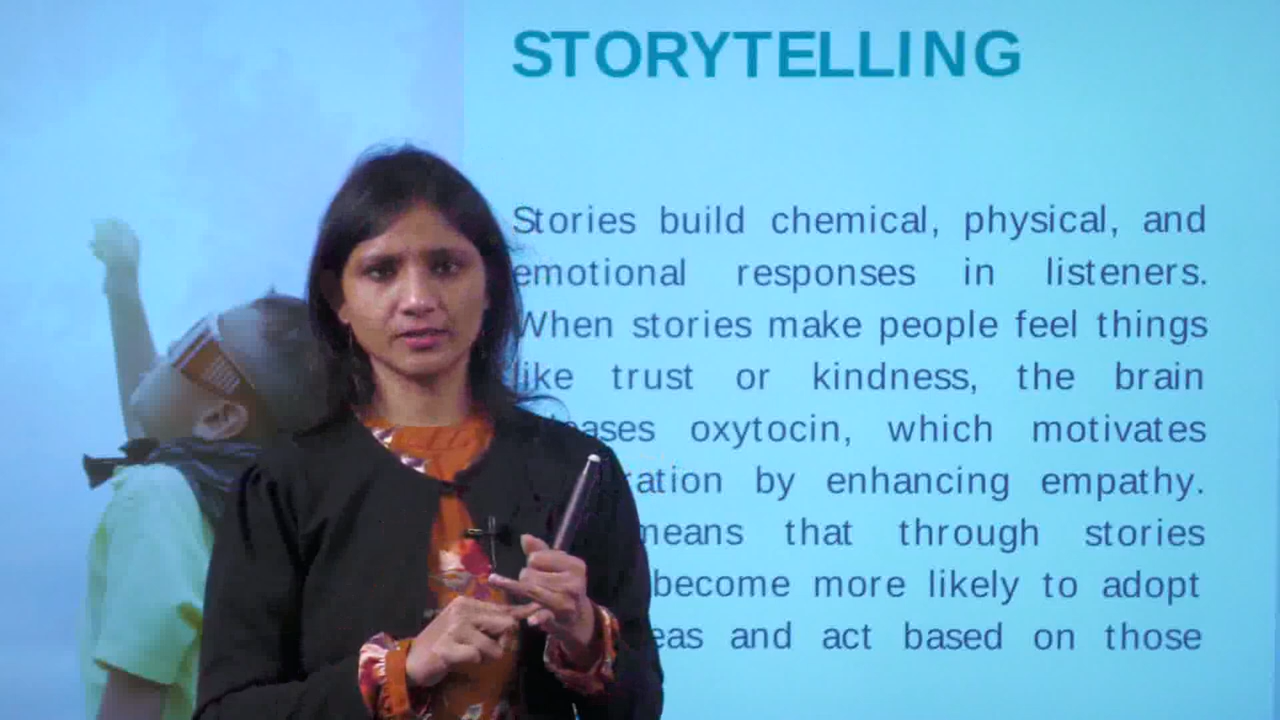 STORYTELLING
Stories build chemical, physical, and
emotional responses in listeners.
When stories make people feel things
like trust or kindness, the brain
oxytocin, which motivates
by enhancing empathy.
means that through stories
become more likely to adopt
and act based on those